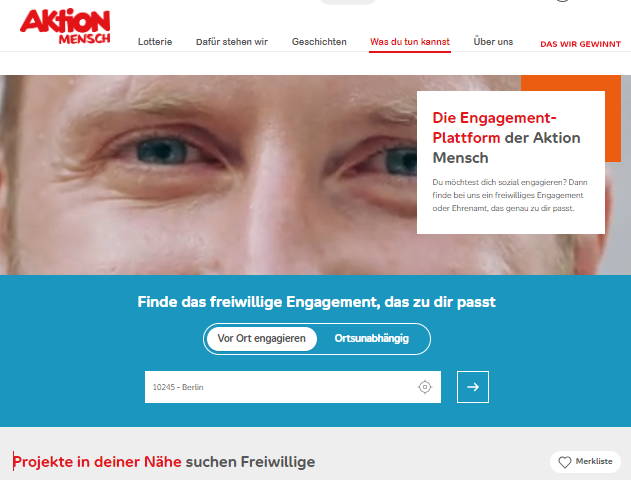 AKTION
MENSCH
Lotterie
Dafür stehen wir
Geschichten
Was du tun kannst
Über uns
DAS WIR GEWINNT
Die Engagement-
Plattform der Aktion
Mensch
Du möchtest dich sozial engagieren? Dann
finde bei uns ein freiwilliges Engagement
oder Ehrenamt, das genau zu dir passt.
Finde das freiwillige Engagement, das zu dir passt
Vor Ort engagieren
Ortsunabhängig
10245 - Berlin
Projekte in deiner Nähe suchen Freiwillige
Merkliste